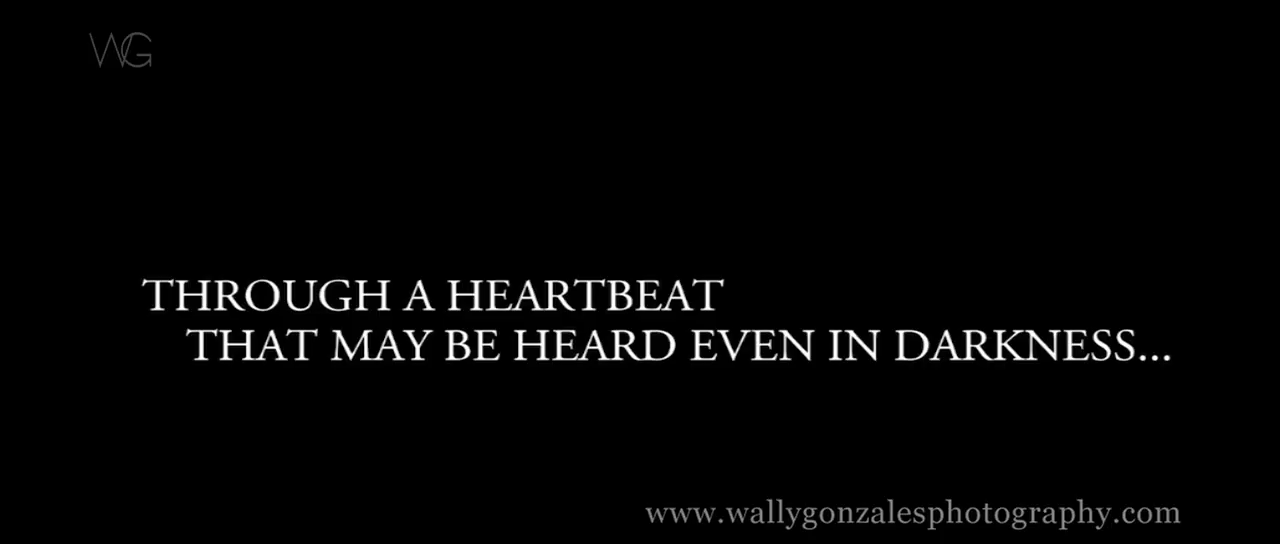 WG
THROUGH A HEARTBEAT
THAT MAY BE HEARD EVEN IN DARKNESS...
www.wallygonzalesphotography.com